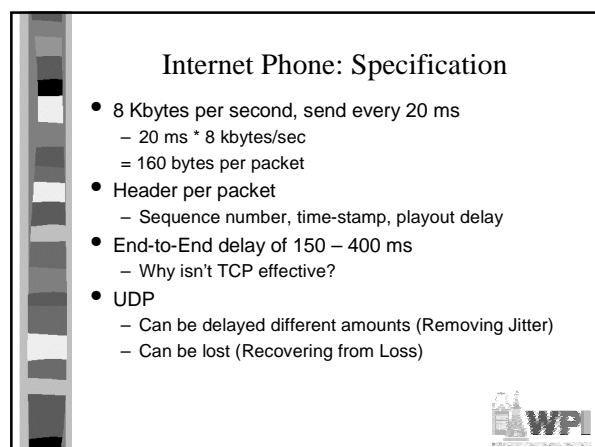 Internet Phone: Specification
• 8 Kbytes per second, send every 20 ms
– 20 ms * 8 kbytes/sec
= 160 bytes per packet
• Header per packet
– Sequence number, time-stamp, playout delay
• End-to-End delay of 150 – 400 ms
– Why isn't TCP effective?
• UDP
– Can be delayed different amounts (Removing Jitter)
– Can be lost (Recovering from Loss)
WPI